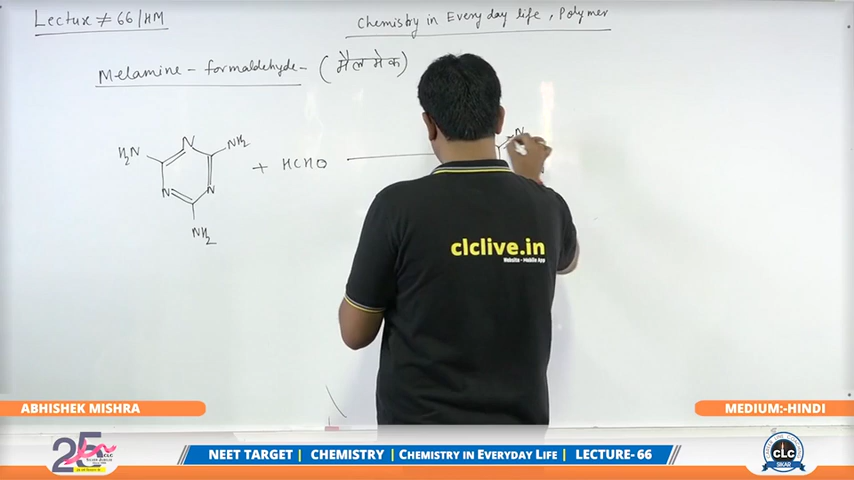 Lecture # 66/HM
Chemistry in Everyday life, Polymer
Melamine - formaldehyde - (मैल मेक)
H2N
N
NH2
N
N
NH2
+ HCHO
N
clclive.in
Website - Mobile App
ABHISHEK MISHRA
MEDIUM:-HINDI
25
NEET TARGET | CHEMISTRY | CHEMISTRY IN EVERYDAY LIFE | LECTURE- 66
CLC
SIKAR